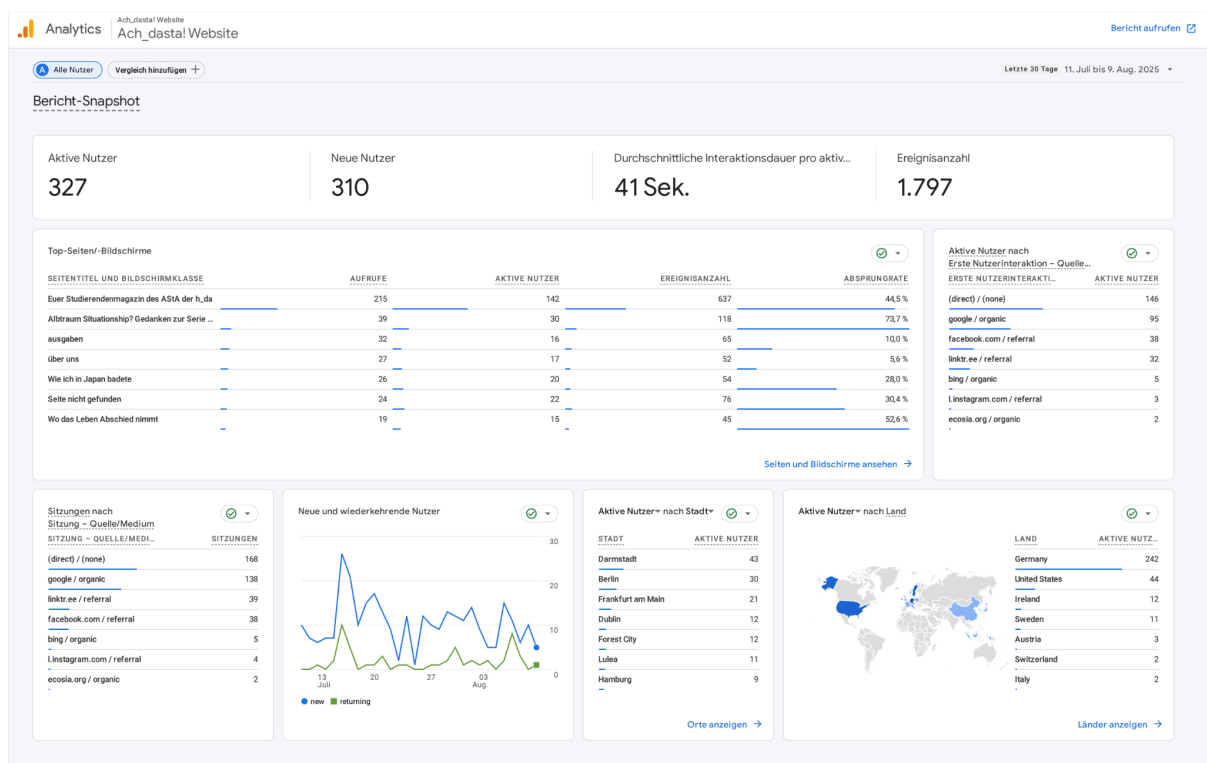 Analytics
Ach_dasta! Website
Ach_dasta! Website
Bericht aufrufen
A Alle Nutzer
Vergleich hinzufügen
Letzte 30 Tage 11. Juli bis 9. Aug. 2025
Bericht-Snapshot
Aktive Nutzer
327
Neue Nutzer
310
Durchschnittliche Interaktionsdauer pro aktiv...
41 Sek.
Ereignisanzahl
1.797
Top-Seiten/-Bildschirme
SEITENTITEL UND BILDSCHIRMKLASSE AUFRUFE AKTIVE NUTZER EREIGNISANZAHL ABSPRUNGRATE
Euer Studierendenmagazin des AStA der h_da 215 142 637 44,5 %
Albtraum Situationship? Gedanken zur Serie ... 39 30 118 73,7 %
ausgaben 32 16 65 10,0 %
über uns 27 17 52 5,6 %
Wie ich in Japan badete 26 20 54 28,0 %
Seite nicht gefunden 24 22 76 30,4 %
Wo das Leben Abschied nimmt 19 15 45 52,6 %
Seiten und Bildschirme ansehen
Aktive Nutzer nach
Erste Nutzerinteraktion – Quelle...
ERSTE NUTZERINTERAKTI... AKTIVE NUTZER
(direct) / (none) 146
google / organic 95
facebook.com / referral 38
linktr.ee / referral 32
bing / organic 5
l.instagram.com / referral 3
ecosia.org / organic 2
Sitzungen nach
Sitzung – Quelle/Medium
SITZUNG – QUELLE/MEDI... SITZUNGEN
(direct) / (none) 168
google / organic 138
linktr.ee / referral 39
facebook.com / referral 38
bing / organic 5
l.instagram.com / referral 4
ecosia.org / organic 2
Neue und wiederkehrende Nutzer
30
20
10
0
13 20 27 03
Juli Aug.
new returning
Aktive Nutzer nach Stadt
STADT AKTIVE NUTZER
Darmstadt 43
Berlin 30
Frankfurt am Main 21
Dublin 12
Forest City 12
Lulea 11
Hamburg 9
Orte anzeigen
Aktive Nutzer nach Land
LAND AKTIVE NUTZ...
Germany 242
United States 44
Ireland 12
Sweden 11
Austria 3
Switzerland 2
Italy 2
Länder anzeigen